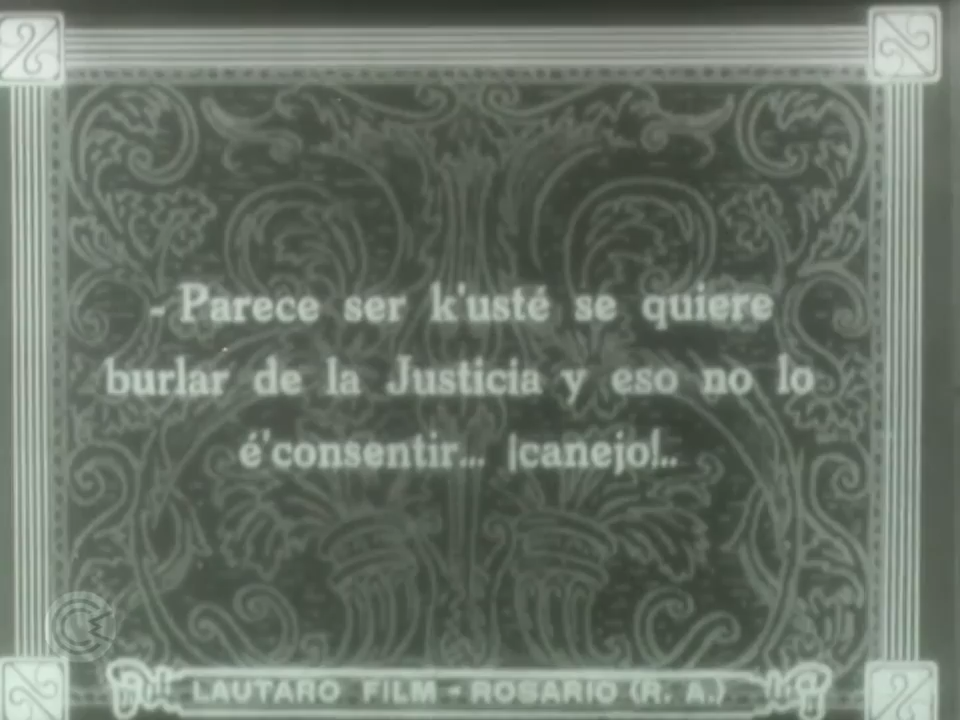 - Parece ser k'usté se quiere
burlar de la Justicia y eso no lo
é'consentir... ¡canejo!..
LAUTARO FILM - ROSARIO (R. A.)